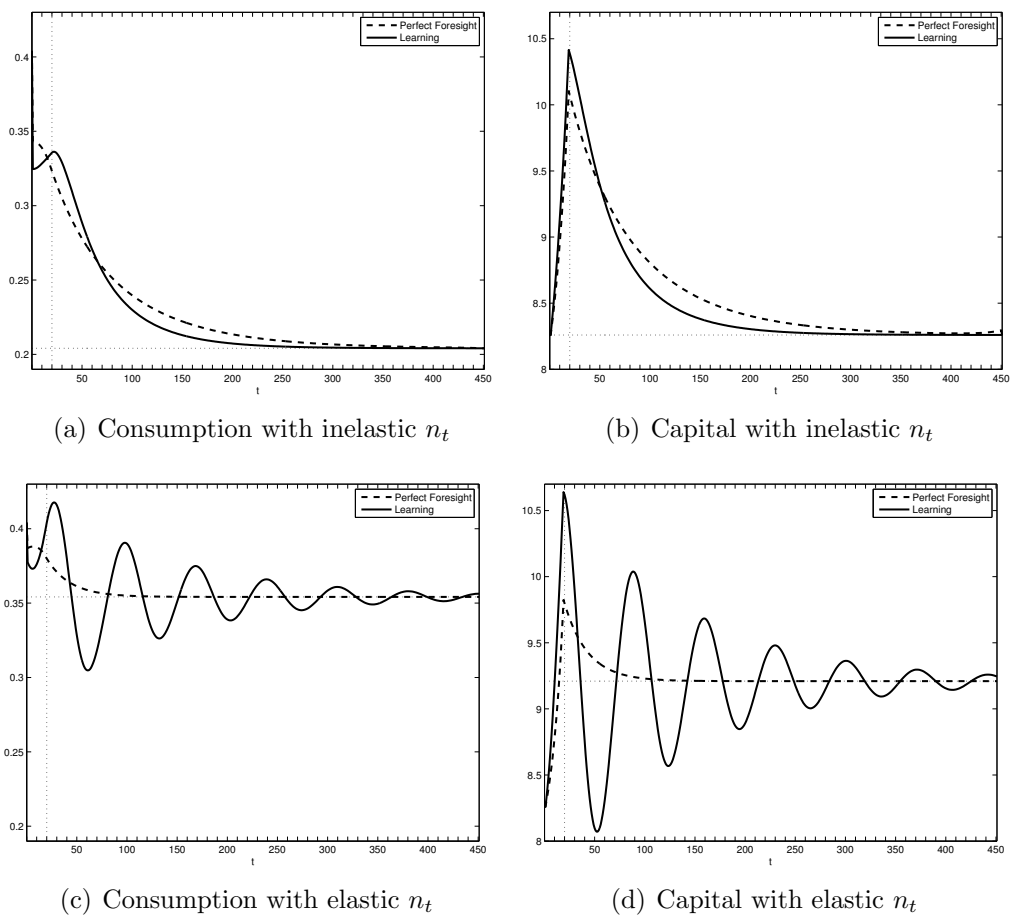 Perfect Foresight
Learning
0.4
0.35
0.3
0.25
0.2
50 100 150 200 250 300 350 400 450
t
(a) Consumption with inelastic n_t
Perfect Foresight
Learning
10.5
10
9.5
9
8.5
8
50 100 150 200 250 300 350 400 450
t
(b) Capital with inelastic n_t
Perfect Foresight
Learning
0.4
0.35
0.3
0.25
0.2
50 100 150 200 250 300 350 400 450
t
(c) Consumption with elastic n_t
Perfect Foresight
Learning
10.5
10
9.5
9
8.5
8
50 100 150 200 250 300 350 400 450
t
(d) Capital with elastic n_t